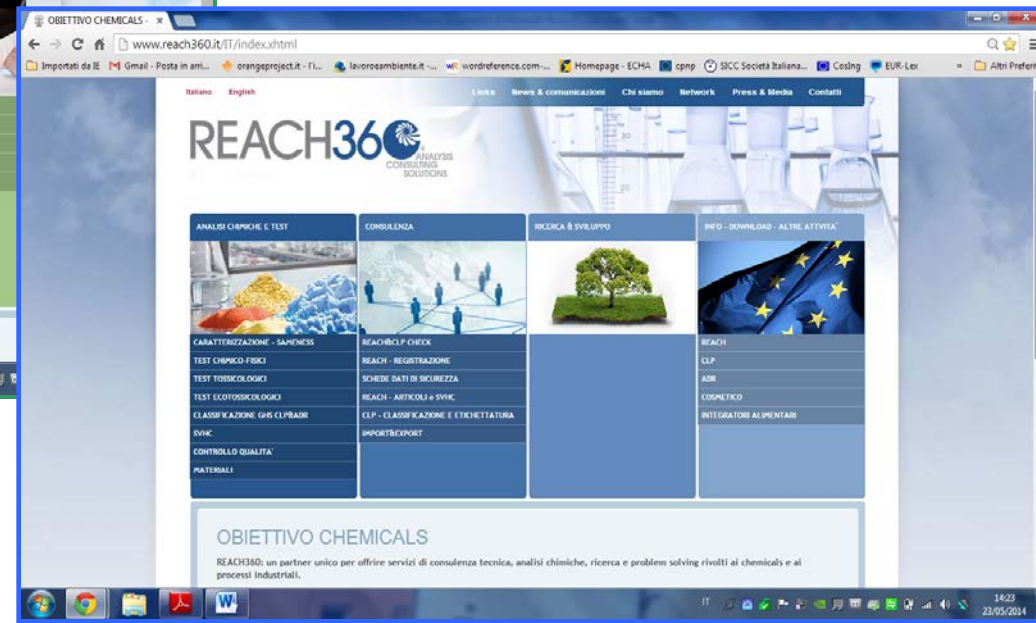 OBIETTIVO CHEMICALS -
www.reach360.it/IT/index.xhtml
Importati da IE Gmail - Posta in arri... orangeproject.it - l'i... lavoroeambiente.it -... wordreference.com-... Homepage - ECHA cpnp SICC Società Italiana... CosIng EUR-Lex » Altri Preferit
Italiano English Links News & comunicazioni Chi siamo Network Press & Media Contatti
REACH360
ANALYSIS
CONSULTING
SOLUTIONS
ANALISI CHIMICHE E TEST CONSULENZA RICERCA & SVILUPPO INFO - DOWNLOAD - ALTRE ATTVITA`
CARATTERIZZAZIONE - SAMENESS REACH&CLP CHECK REACH
TEST CHIMICO-FISICI REACH - REGISTRAZIONE CLP
TEST TOSSICOLOGICI SCHEDE DATI DI SICUREZZA ADR
TEST ECOTOSSICOLOGICI REACH - ARTICOLI e SVHC COSMETICO
CLASSIFICAZIONE GHS CLP&ADR CLP - CLASSIFICAZIONE E ETICHETTATURA INTEGRATORI ALIMENTARI
SVHC IMPORT&EXPORT
CONTROLLO QUALITA`
MATERIALI
OBIETTIVO CHEMICALS
REACH360: un partner unico per offrire servizi di consulenza tecnica, analisi chimiche, ricerca e problem solving rivolti ai chemicals e ai
processi industriali.
IT 14:23
23/05/2014